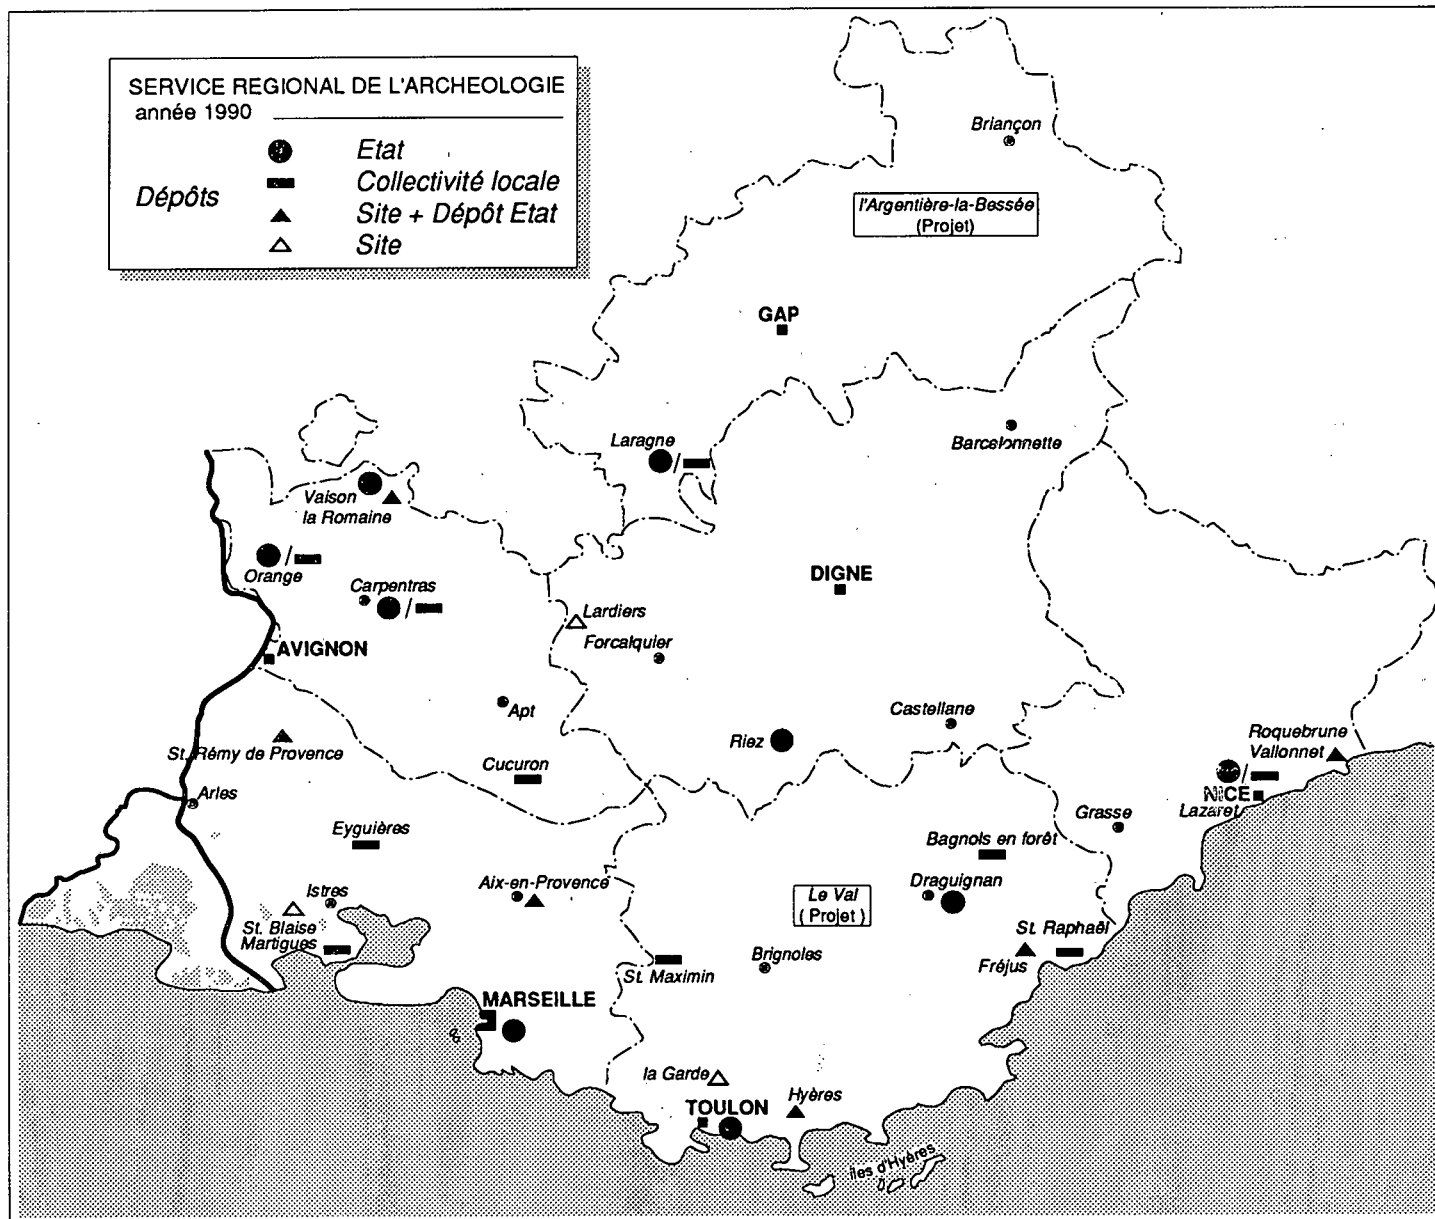 SERVICE REGIONAL DE L'ARCHEOLOGIE
année 1990
Dépôts
Etat
Collectivité locale
Site + Dépôt Etat
Site
Briançon
l'Argentière-la-Bessée
(Projet)
GAP
Laragne
Barcelonnette
Vaison
la Romaine
Orange
Carpentras
DIGNE
Lardiers
Forcalquier
AVIGNON
Apt
Castellane
Riez
Roquebrune
Vallonnet
St. Rémy de Provence
Cucuron
NICE
Lazaret
Arles
Grasse
Eyguières
Bagnols en forêt
Aix-en-Provence
Le Val
( Projet )
Draguignan
Istres
St. Blaise
Martigues
St. Raphaël
Fréjus
St. Maximin
Brignoles
MARSEILLE
la Garde
Hyères
TOULON
Iles d'Hyères